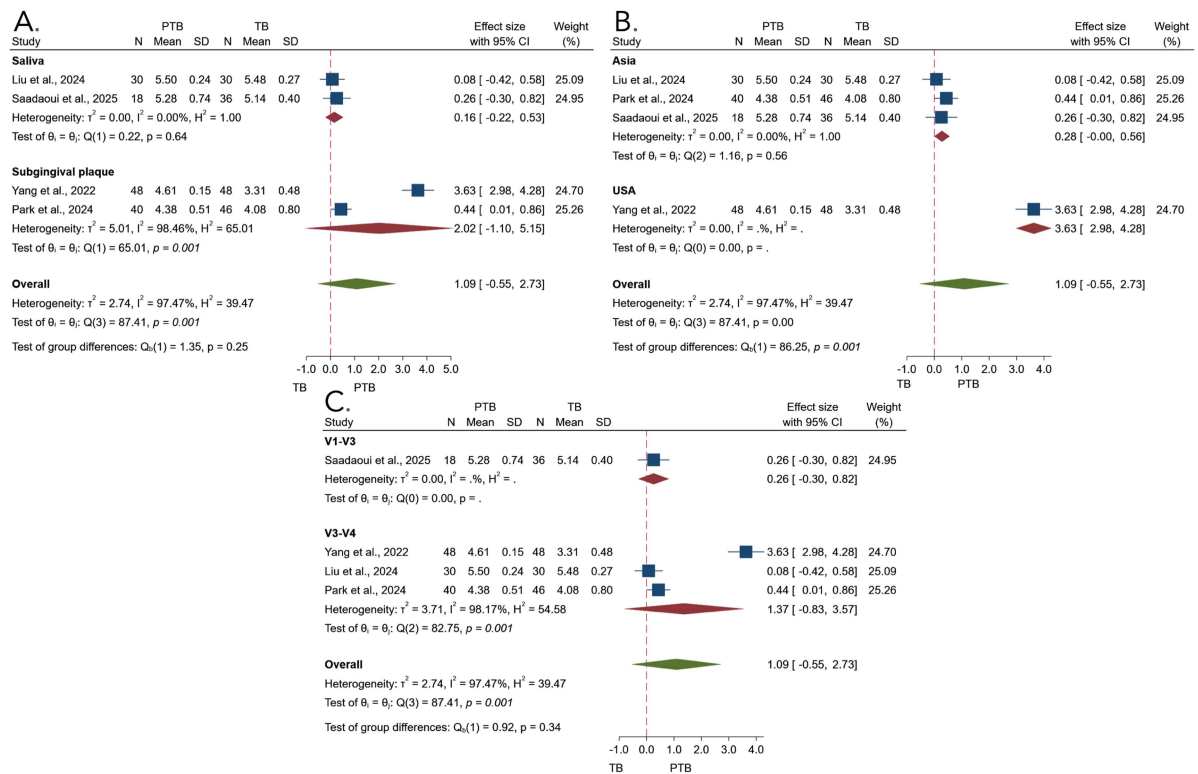 A.
PTB TB Effect size Weight
Study N Mean SD N Mean SD with 95% CI (%)
Saliva
Liu et al., 2024 30 5.50 0.24 30 5.48 0.27 0.08 [ -0.42, 0.58] 25.09
Saadaoui et al., 2025 18 5.28 0.74 36 5.14 0.40 0.26 [ -0.30, 0.82] 24.95
Heterogeneity: τ² = 0.00, I² = 0.00%, H² = 1.00 0.16 [ -0.22, 0.53]
Test of θᵢ = θⱼ: Q(1) = 0.22, p = 0.64
Subgingival plaque
Yang et al., 2022 48 4.61 0.15 48 3.31 0.48 3.63 [ 2.98, 4.28] 24.70
Park et al., 2024 40 4.38 0.51 46 4.08 0.80 0.44 [ 0.01, 0.86] 25.26
Heterogeneity: τ² = 5.01, I² = 98.46%, H² = 65.01 2.02 [ -1.10, 5.15]
Test of θᵢ = θⱼ: Q(1) = 65.01, p = 0.001
Overall 1.09 [ -0.55, 2.73]
Heterogeneity: τ² = 2.74, I² = 97.47%, H² = 39.47
Test of θᵢ = θⱼ: Q(3) = 87.41, p = 0.001
Test of group differences: Q_b(1) = 1.35, p = 0.25
-1.0 0.0 1.0 2.0 3.0 4.0 5.0
TB PTB
B.
PTB TB Effect size Weight
Study N Mean SD N Mean SD with 95% CI (%)
Asia
Liu et al., 2024 30 5.50 0.24 30 5.48 0.27 0.08 [ -0.42, 0.58] 25.09
Park et al., 2024 40 4.38 0.51 46 4.08 0.80 0.44 [ 0.01, 0.86] 25.26
Saadaoui et al., 2025 18 5.28 0.74 36 5.14 0.40 0.26 [ -0.30, 0.82] 24.95
Heterogeneity: τ² = 0.00, I² = 0.00%, H² = 1.00 0.28 [ -0.00, 0.56]
Test of θᵢ = θⱼ: Q(2) = 1.16, p = 0.56
USA
Yang et al., 2022 48 4.61 0.15 48 3.31 0.48 3.63 [ 2.98, 4.28] 24.70
Heterogeneity: τ² = 0.00, I² = .%, H² = . 3.63 [ 2.98, 4.28]
Test of θᵢ = θⱼ: Q(0) = 0.00, p = .
Overall 1.09 [ -0.55, 2.73]
Heterogeneity: τ² = 2.74, I² = 97.47%, H² = 39.47
Test of θᵢ = θⱼ: Q(3) = 87.41, p = 0.00
Test of group differences: Q_b(1) = 86.25, p = 0.001
-1.0 0.0 1.0 2.0 3.0 4.0
TB PTB
C.
PTB TB Effect size Weight
Study N Mean SD N Mean SD with 95% CI (%)
V1-V3
Saadaoui et al., 2025 18 5.28 0.74 36 5.14 0.40 0.26 [ -0.30, 0.82] 24.95
Heterogeneity: τ² = 0.00, I² = .%, H² = . 0.26 [ -0.30, 0.82]
Test of θᵢ = θⱼ: Q(0) = 0.00, p = .
V3-V4
Yang et al., 2022 48 4.61 0.15 48 3.31 0.48 3.63 [ 2.98, 4.28] 24.70
Liu et al., 2024 30 5.50 0.24 30 5.48 0.27 0.08 [ -0.42, 0.58] 25.09
Park et al., 2024 40 4.38 0.51 46 4.08 0.80 0.44 [ 0.01, 0.86] 25.26
Heterogeneity: τ² = 3.71, I² = 98.17%, H² = 54.58 1.37 [ -0.83, 3.57]
Test of θᵢ = θⱼ: Q(2) = 82.75, p = 0.001
Overall 1.09 [ -0.55, 2.73]
Heterogeneity: τ² = 2.74, I² = 97.47%, H² = 39.47
Test of θᵢ = θⱼ: Q(3) = 87.41, p = 0.001
Test of group differences: Q_b(1) = 0.92, p = 0.34
-1.0 0.0 1.0 2.0 3.0 4.0
TB PTB